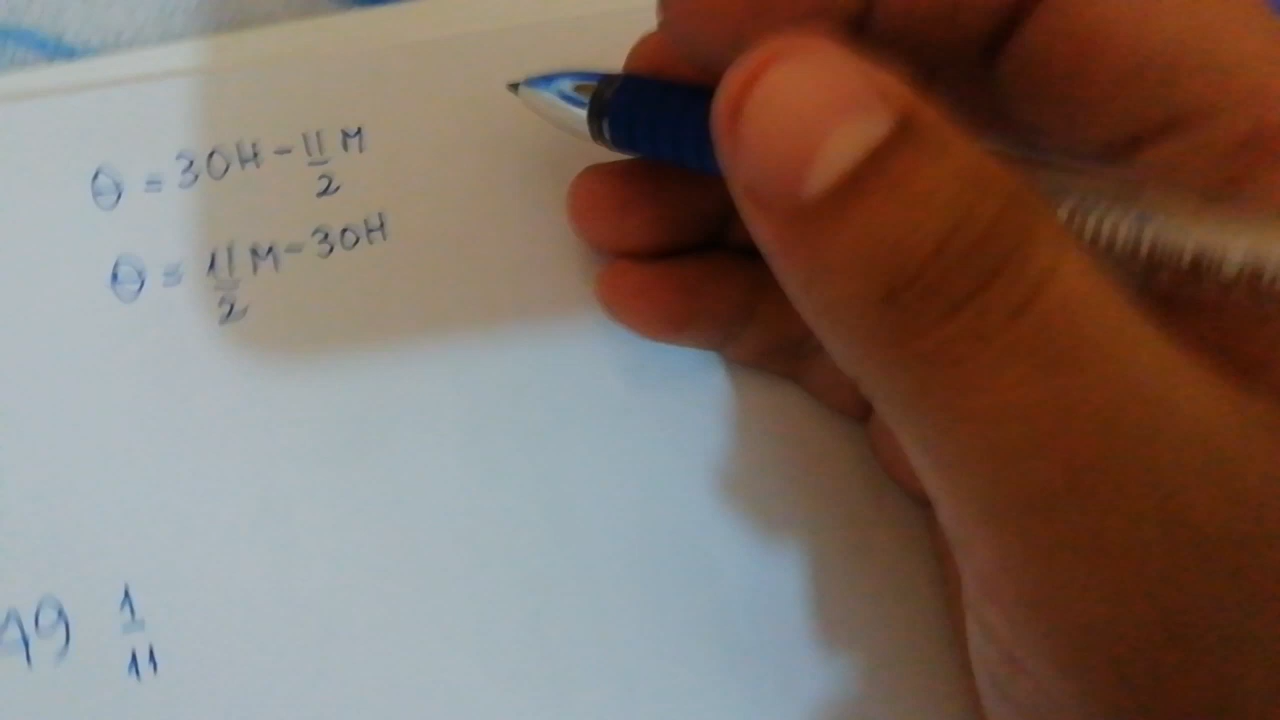 θ = 30H - 11/2 M
θ = 11/2 M - 30H
49 1/11